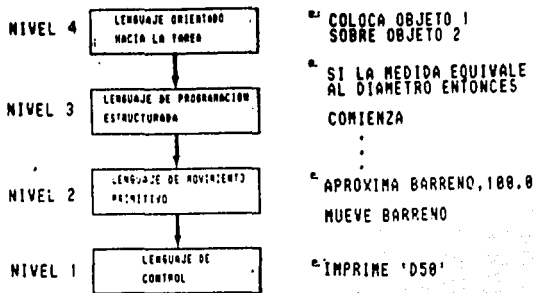 NIVEL 4
LENGUAJE ORIENTADO
HACIA LA TAREA
COLOCA OBJETO 1
SOBRE OBJETO 2
NIVEL 3
LENGUAJE DE PROGRAMACION
ESTRUCTURADA
SI LA MEDIDA EQUIVALE
AL DIAMETRO ENTONCES
COMIENZA
NIVEL 2
LENGUAJE DE MOVIMIENTO
PRIMITIVO
APROXIMA BARRENO,100.0
MUEVE BARRENO
NIVEL 1
LENGUAJE DE
CONTROL
IMPRIME 'D50'